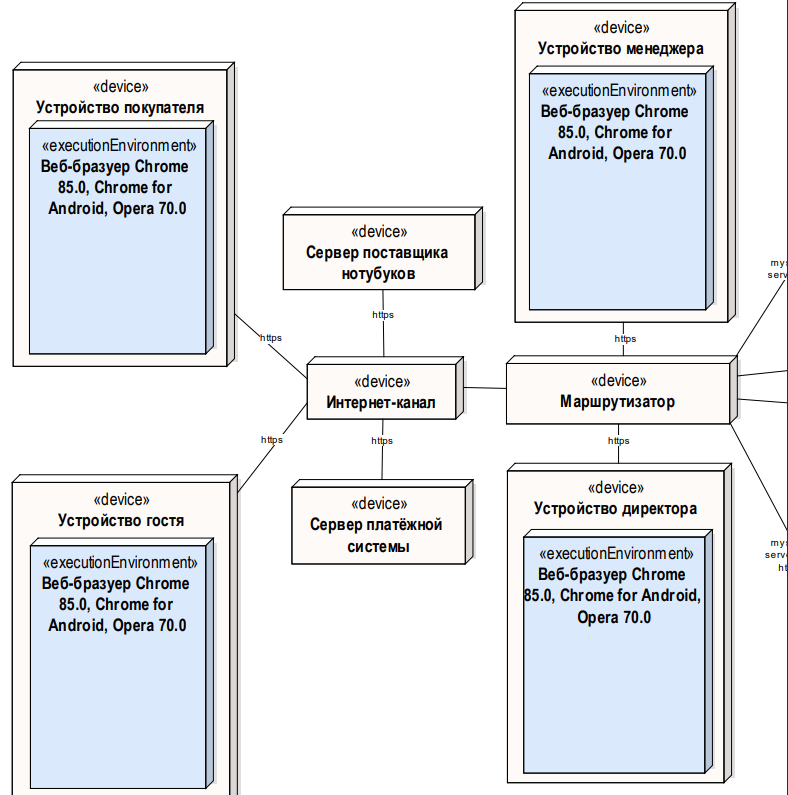 «device»
Устройство покупателя
«executionEnvironment»
Веб-бразуер Chrome
85.0, Chrome for
Android, Opera 70.0
«device»
Устройство менеджера
«executionEnvironment»
Веб-бразуер Chrome
85.0, Chrome for
Android, Opera 70.0
«device»
Сервер поставщика
нотубуков
https
https
https
«device»
Интернет-канал
«device»
Маршрутизатор
https
https
https
«device»
Сервер платёжной
системы
«device»
Устройство гостя
«executionEnvironment»
Веб-бразуер Chrome
85.0, Chrome for
Android, Opera 70.0
«device»
Устройство директора
«executionEnvironment»
Веб-бразуер Chrome
85.0, Chrome for Android,
Opera 70.0